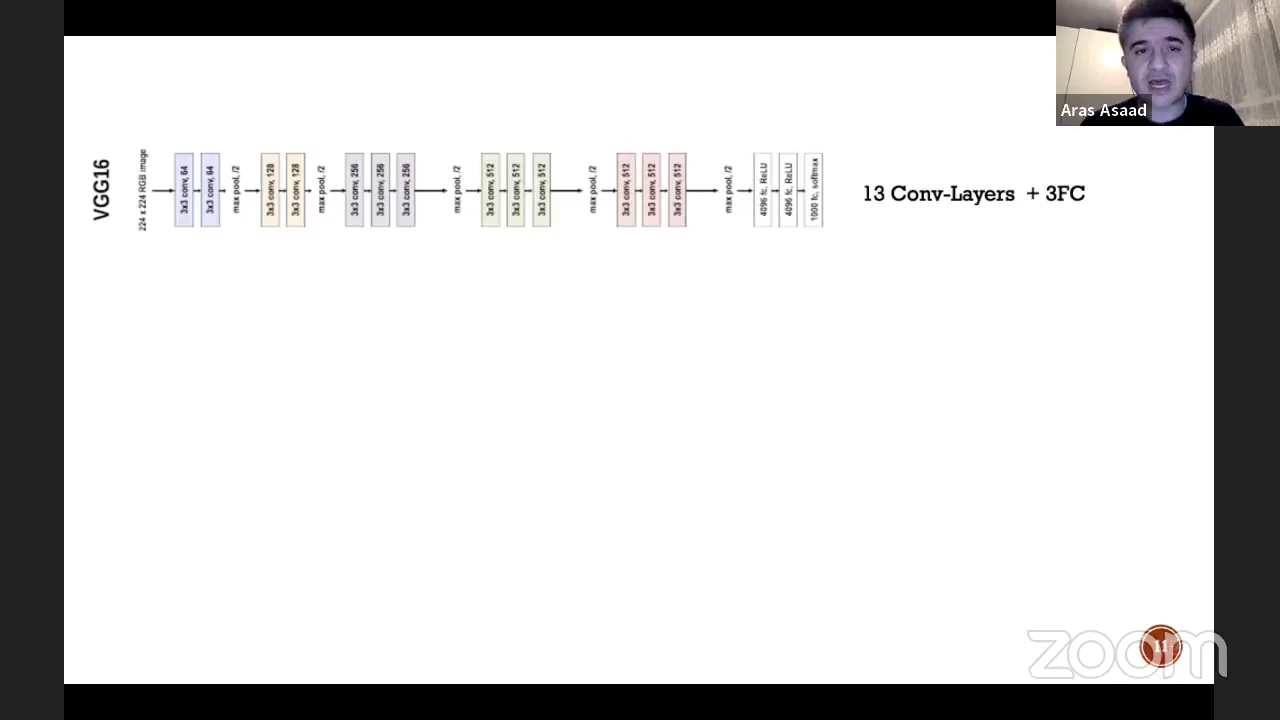 Aras Asaad
VGG16
224 x 224 RGB image
3x3 conv, 64
3x3 conv, 64
max pool, /2
3x3 conv, 128
3x3 conv, 128
max pool, /2
3x3 conv, 256
3x3 conv, 256
3x3 conv, 256
max pool, /2
3x3 conv, 512
3x3 conv, 512
3x3 conv, 512
max pool, /2
3x3 conv, 512
3x3 conv, 512
3x3 conv, 512
max pool, /2
4096 fc, ReLU
4096 fc, ReLU
1000 fc, softmax
13 Conv-Layers + 3FC
11
zoom